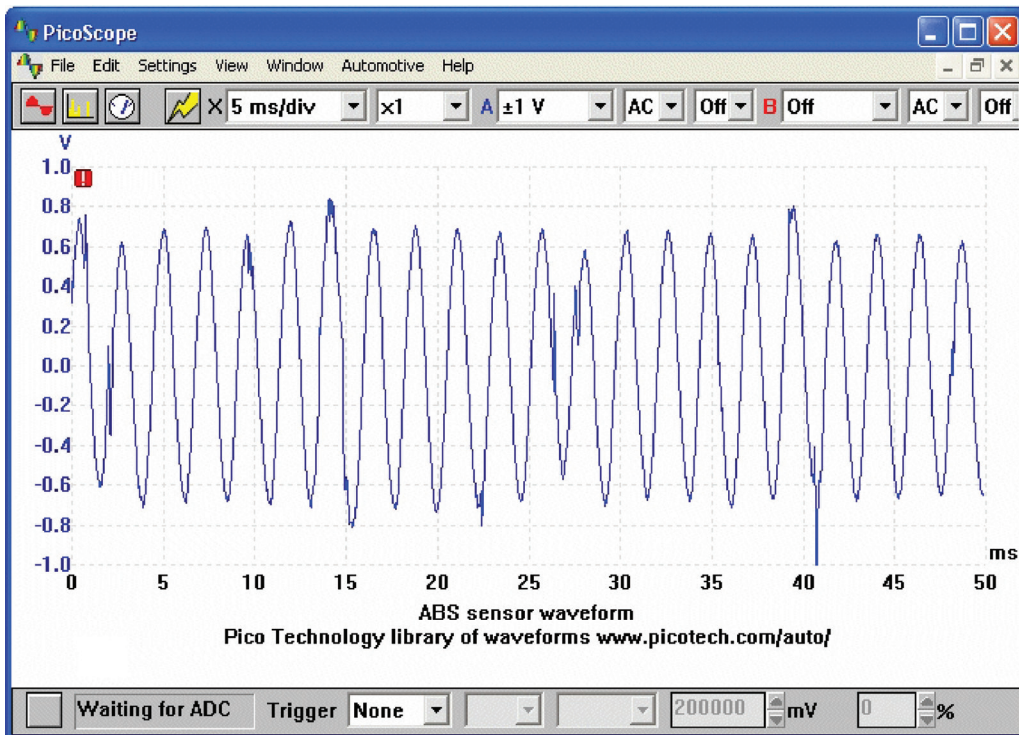 PicoScope
File Edit Settings View Window Automotive Help
X 5 ms/div x1 A ±1 V AC Off B Off AC Off
V
1.0
!
0.8
0.6
0.4
0.2
0.0
-0.2
-0.4
-0.6
-0.8
-1.0
ms
0 5 10 15 20 25 30 35 40 45 50
ABS sensor waveform
Pico Technology library of waveforms www.picotech.com/auto/
Waiting for ADC Trigger None 200000 mV 0 %